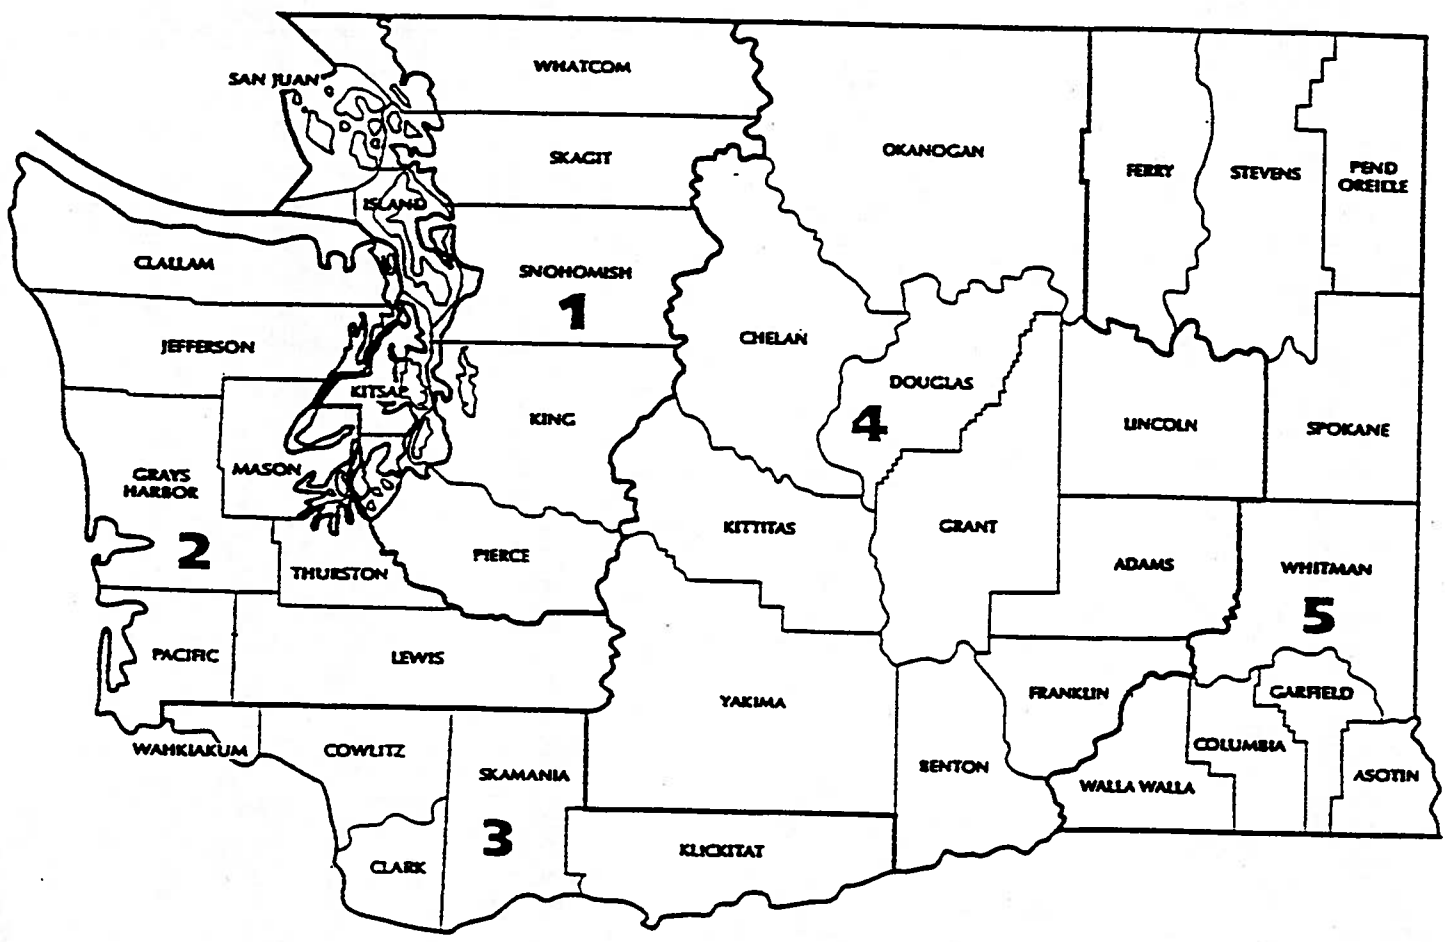 WHATCOM
SAN JUAN
SKAGIT
OKANOGAN
FERRY
STEVENS
PEND
OREILLE
ISLAND
CLALLAM
SNOHOMISH
1
CHELAN
JEFFERSON
DOUGLAS
4
KITSAP
KING
LINCOLN
SPOKANE
MASON
GRAYS
HARBOR
2
KITTITAS
GRANT
PIERCE
THURSTON
ADAMS
WHITMAN
5
PACIFIC
LEWIS
YAKIMA
FRANKLIN
GARFIELD
WAHKIAKUM
COWLITZ
SKAMANIA
3
BENTON
COLUMBIA
WALLA WALLA
ASOTIN
CLARK
KLICKITAT